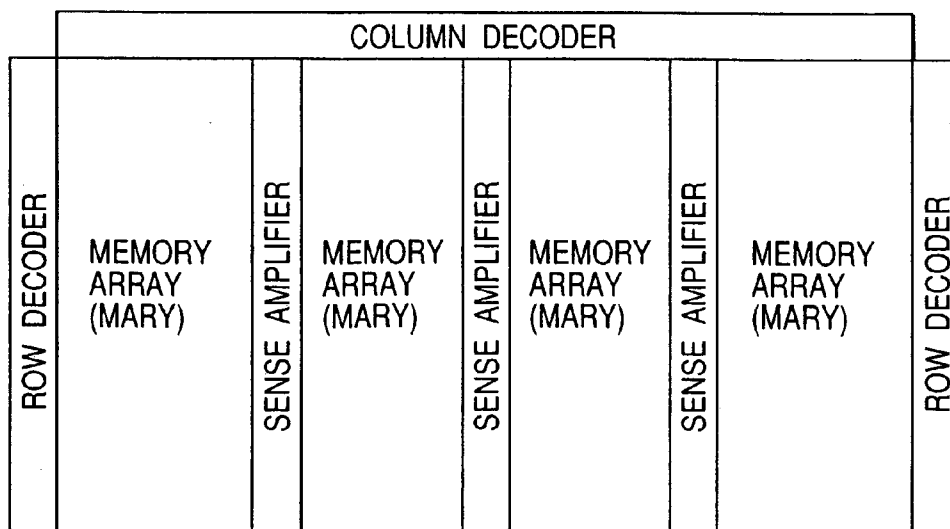 COLUMN DECODER
ROW DECODER
MEMORY
ARRAY
(MARY)
SENSE AMPLIFIER
MEMORY
ARRAY
(MARY)
SENSE AMPLIFIER
MEMORY
ARRAY
(MARY)
SENSE AMPLIFIER
MEMORY
ARRAY
(MARY)
ROW DECODER